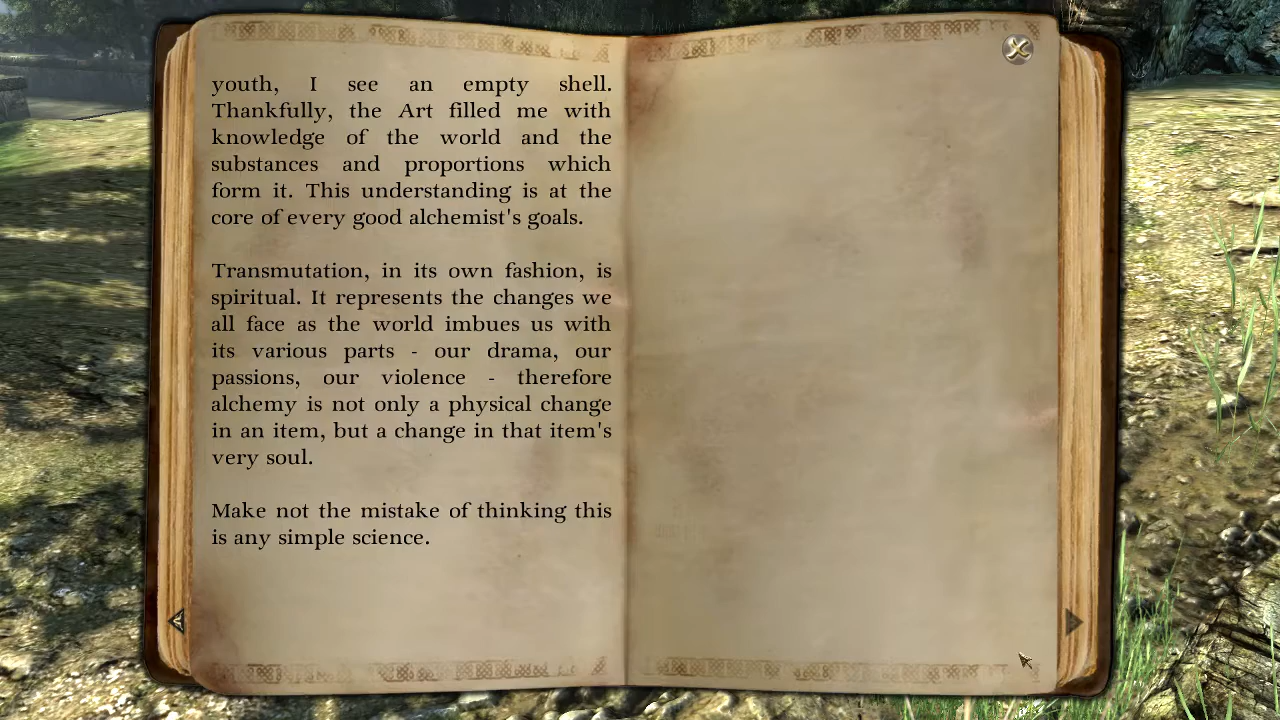 youth, I see an empty shell.
Thankfully, the Art filled me with
knowledge of the world and the
substances and proportions which
form it. This understanding is at the
core of every good alchemist's goals.
Transmutation, in its own fashion, is
spiritual. It represents the changes we
all face as the world imbues us with
its various parts - our drama, our
passions, our violence - therefore
alchemy is not only a physical change
in an item, but a change in that item's
very soul.
Make not the mistake of thinking this
is any simple science.